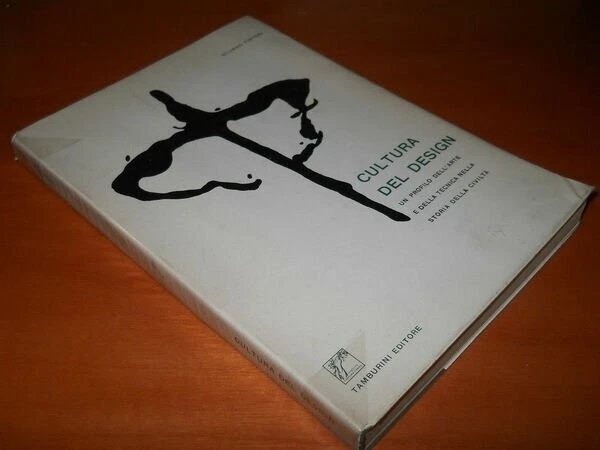 CULTURA
DEL DESIGN
UN PROFILO DELL'ARTE
E DELLA TECNICA NELLA
STORIA DELLA CIVILTÀ
TAMBURINI EDITORE
CULTURA DEL DESIGN